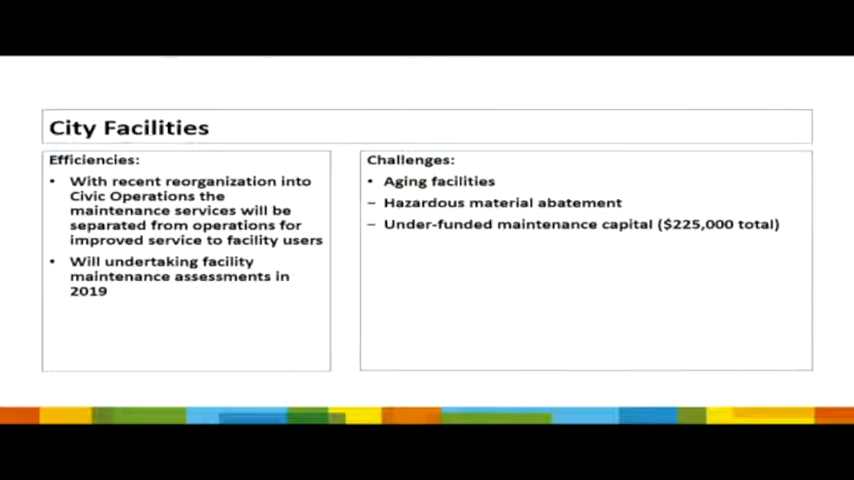 City Facilities
Efficiencies:
• With recent reorganization into
Civic Operations the
maintenance services will be
separated from operations for
improved service to facility users
• Will undertaking facility
maintenance assessments in
2019
Challenges:
• Aging facilities
– Hazardous material abatement
– Under-funded maintenance capital ($225,000 total)